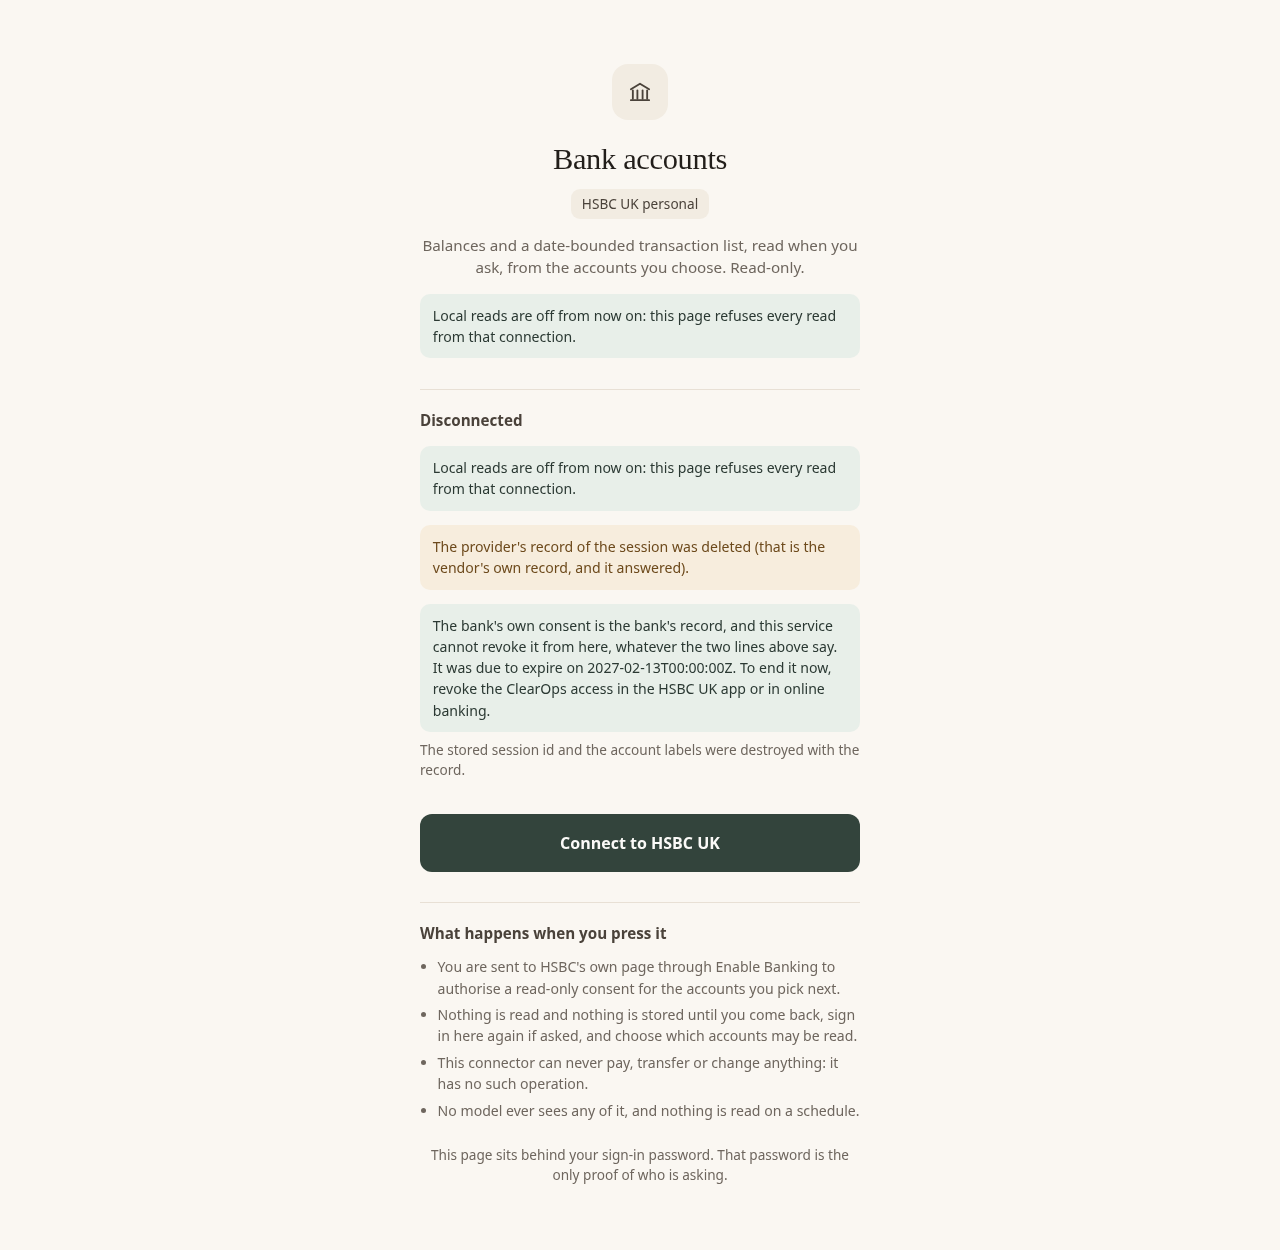 Bank accounts
HSBC UK personal
Balances and a date-bounded transaction list, read when you
ask, from the accounts you choose. Read-only.
Local reads are off from now on: this page refuses every read
from that connection.
Disconnected
Local reads are off from now on: this page refuses every read
from that connection.
The provider's record of the session was deleted (that is the
vendor's own record, and it answered).
The bank's own consent is the bank's record, and this service
cannot revoke it from here, whatever the two lines above say.
It was due to expire on 2027-02-13T00:00:00Z. To end it now,
revoke the ClearOps access in the HSBC UK app or in online
banking.
The stored session id and the account labels were destroyed with the
record.
Connect to HSBC UK
What happens when you press it
• You are sent to HSBC's own page through Enable Banking to
authorise a read-only consent for the accounts you pick next.
• Nothing is read and nothing is stored until you come back, sign
in here again if asked, and choose which accounts may be read.
• This connector can never pay, transfer or change anything: it
has no such operation.
• No model ever sees any of it, and nothing is read on a schedule.
This page sits behind your sign-in password. That password is the
only proof of who is asking.